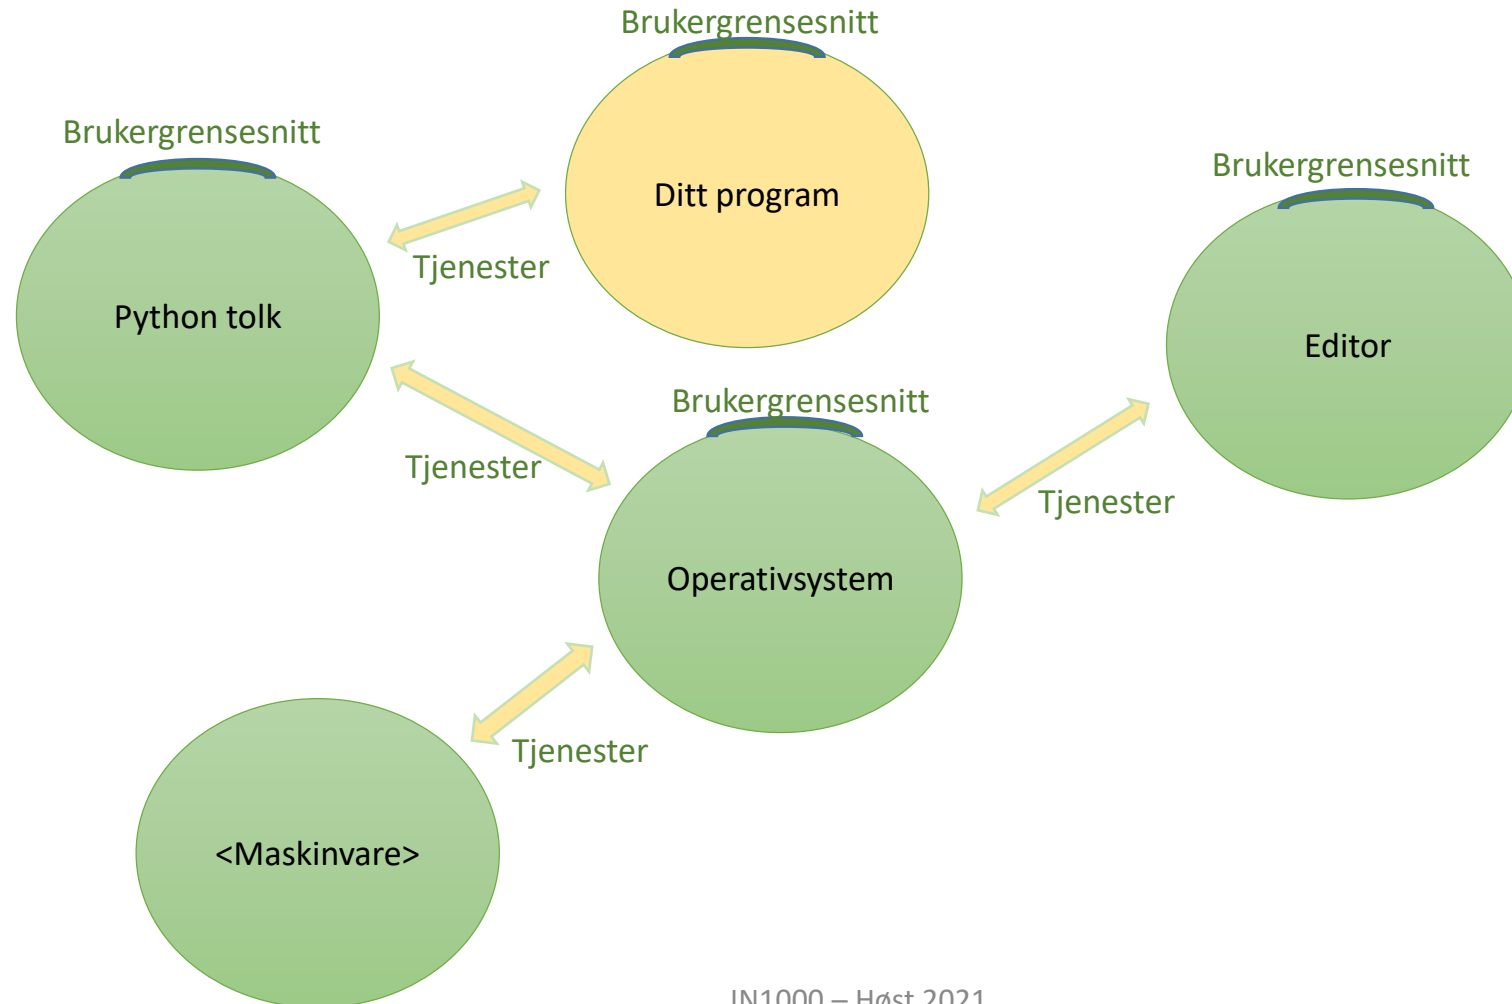 Brukergrensesnitt
Ditt program
Brukergrensesnitt
Python tolk
Tjenester
Brukergrensesnitt
Editor
Brukergrensesnitt
Operativsystem
Tjenester
Tjenester
Tjenester
<Maskinvare>
IN1000 – Høst 2021